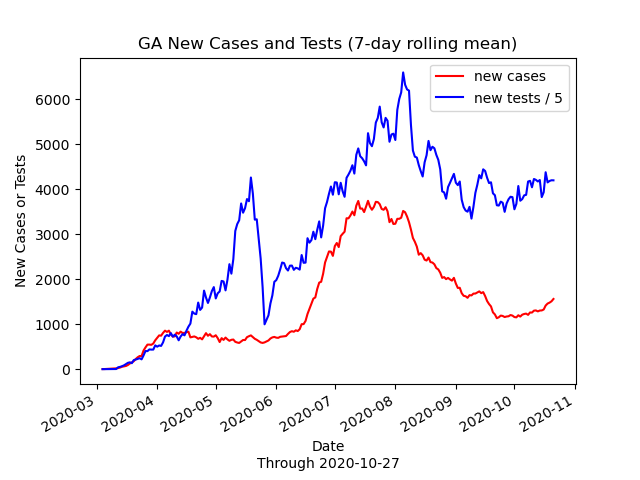 GA New Cases and Tests (7-day rolling mean)
new cases
new tests / 5
New Cases or Tests
6000
5000
4000
3000
2000
1000
0
2020-03
2020-04
2020-05
2020-06
2020-07
2020-08
2020-09
2020-10
2020-11
Date
Through 2020-10-27